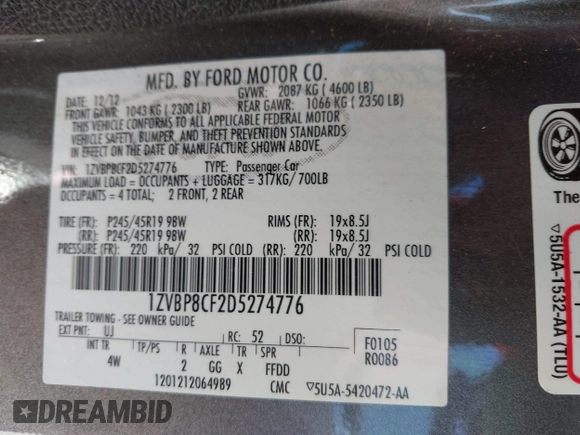 MFD. BY FORD MOTOR CO.
DATE: 12/12 GVWR: 2087 KG ( 4600 LB)
FRONT GAWR: 1043 KG ( 2300 LB) REAR GAWR: 1066 KG ( 2350 LB)
THIS VEHICLE CONFORMS TO ALL APPLICABLE FEDERAL MOTOR
VEHICLE SAFETY, BUMPER, AND THEFT PREVENTION STANDARDS
IN EFFECT ON THE DATE OF MANUFACTURE SHOWN ABOVE.
VIN: 1ZVBP8CF2D5274776 TYPE: Passenger Car
MAXIMUM LOAD = OCCUPANTS + LUGGAGE = 317KG/ 700LB
OCCUPANTS = 4 TOTAL; 2 FRONT, 2 REAR
TIRE (FR): P245/45R19 98W RIMS (FR): 19x8.5J
(RR): P245/45R19 98W (RR): 19x8.5J
PRESSURE (FR): 220 kPa/ 32 PSI COLD (RR): 220 kPa/ 32 PSI COLD
1ZVBP8CF2D5274776
TRAILER TOWING - SEE OWNER GUIDE
EXT PNT: UJ RC: 52 DSO: F0105
INT TR TP/PS R AXLE TR SPR R0086
4W 2 GG X FFDD
1201212064989 CMC ▽5U5A-5420472-AA
The
▽5U5A-1532-AA (TLO)
DREAMBID